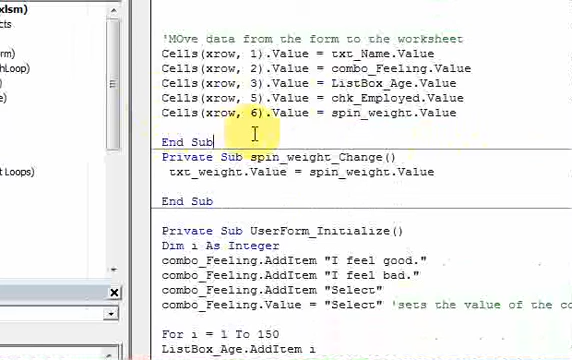 xlsm)
cts
'MOve data from the form to the worksheet
rm)
Cells(xrow, 1).Value = txt_Name.Value
hLoop)
Cells(xrow, 2).Value = combo_Feeling.Value
Cells(xrow, 3).Value = ListBox_Age.Value
e)
Cells(xrow, 5).Value = chk_Employed.Value
Cells(xrow, 6).Value = spin_weight.Value
End Sub
Private Sub spin_weight_Change()
t Loops)
txt_weight.Value = spin_weight.Value
End Sub
Private Sub UserForm_Initialize()
Dim i As Integer
combo_Feeling.AddItem "I feel good."
combo_Feeling.AddItem "I feel bad."
combo_Feeling.AddItem "Select"
combo_Feeling.Value = "Select" 'sets the value of the co
For i = 1 To 150
ListBox_Age.AddItem i